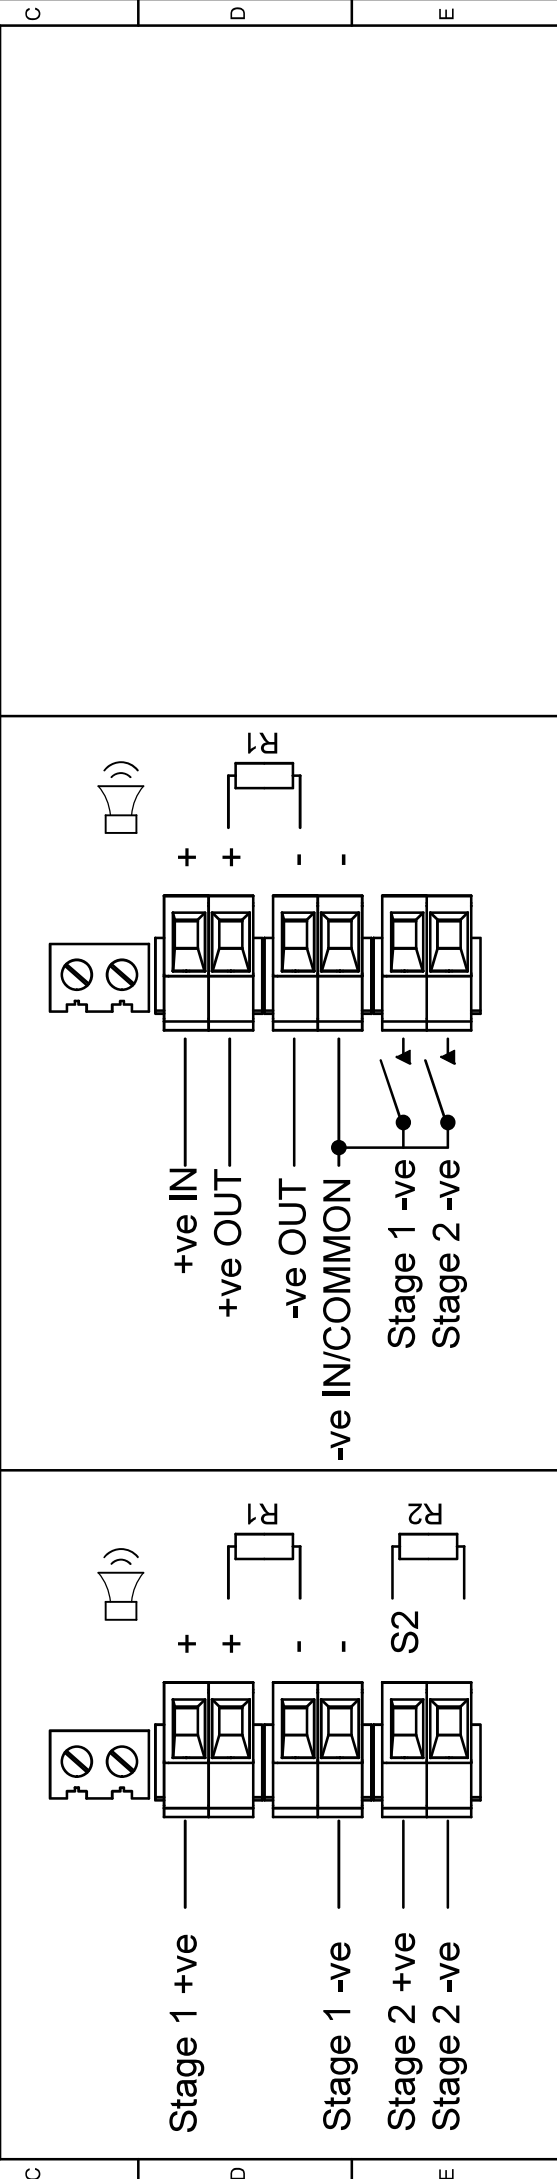 C
D
E
R1
+
+
-
-
+ve IN
+ve OUT
-ve OUT
-ve IN/COMMON
Stage 1 -ve
Stage 2 -ve
R1
R2
+
+
-
-
S2
Stage 1 +ve
Stage 1 -ve
Stage 2 +ve
Stage 2 -ve
C
D
E